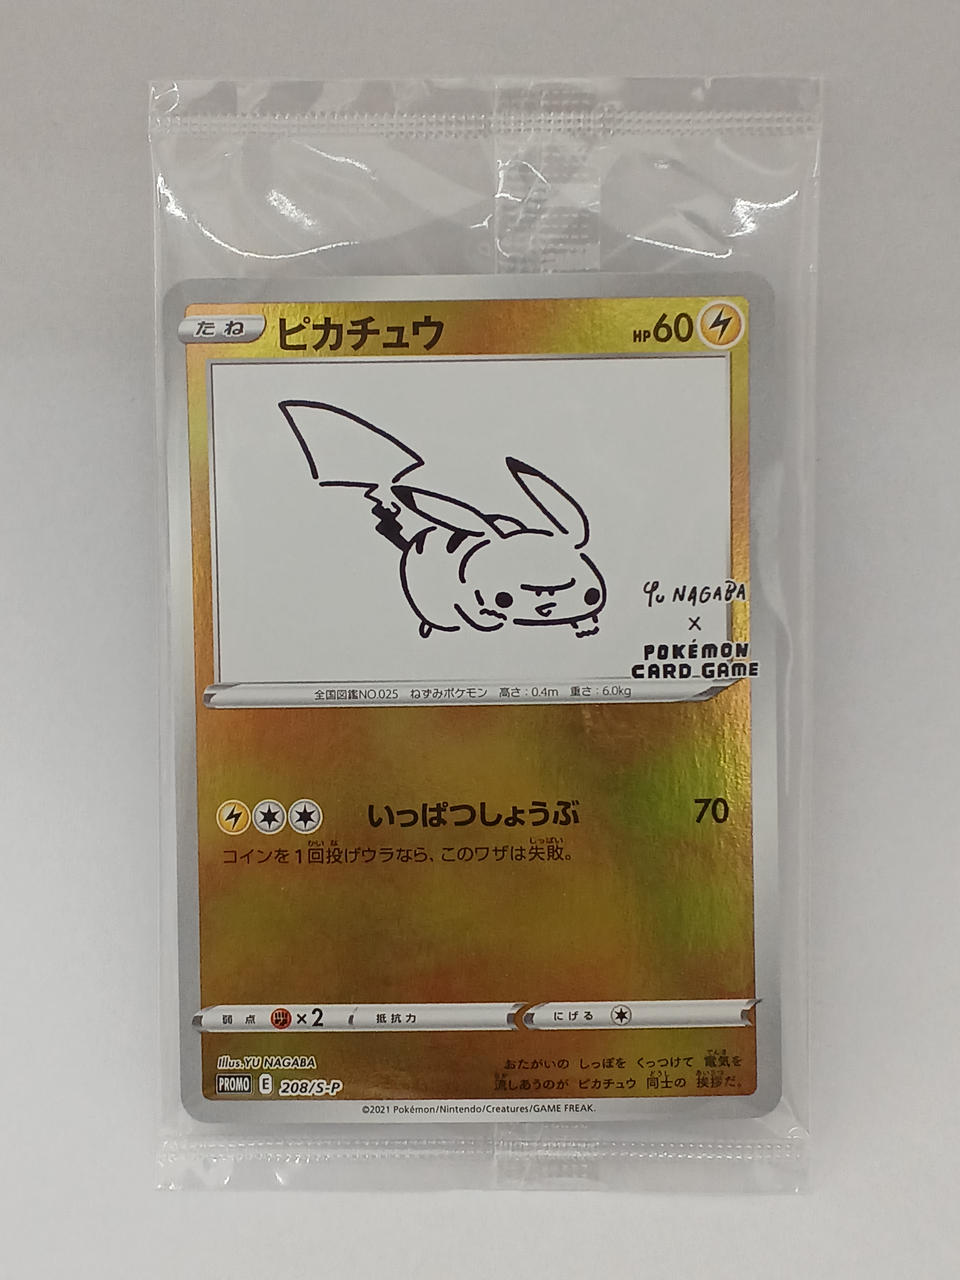 たね ピカチュウ HP60
Yu NAGABA
×
POKÉMON
CARD GAME
全国図鑑NO.025 ねずみポケモン 高さ:0.4m 重さ:6.0kg
いっぱつしょうぶ 70
コインを1回投げウラなら、このワザは失敗。
弱点 ×2 抵抗力 にげる
Illus.YU NAGABA
おたがいの しっぽを くっつけて 電気を
流しあうのが ピカチュウ 同士の 挨拶だ。
PROMO E 208/S-P
©2021 Pokémon/Nintendo/Creatures/GAME FREAK.